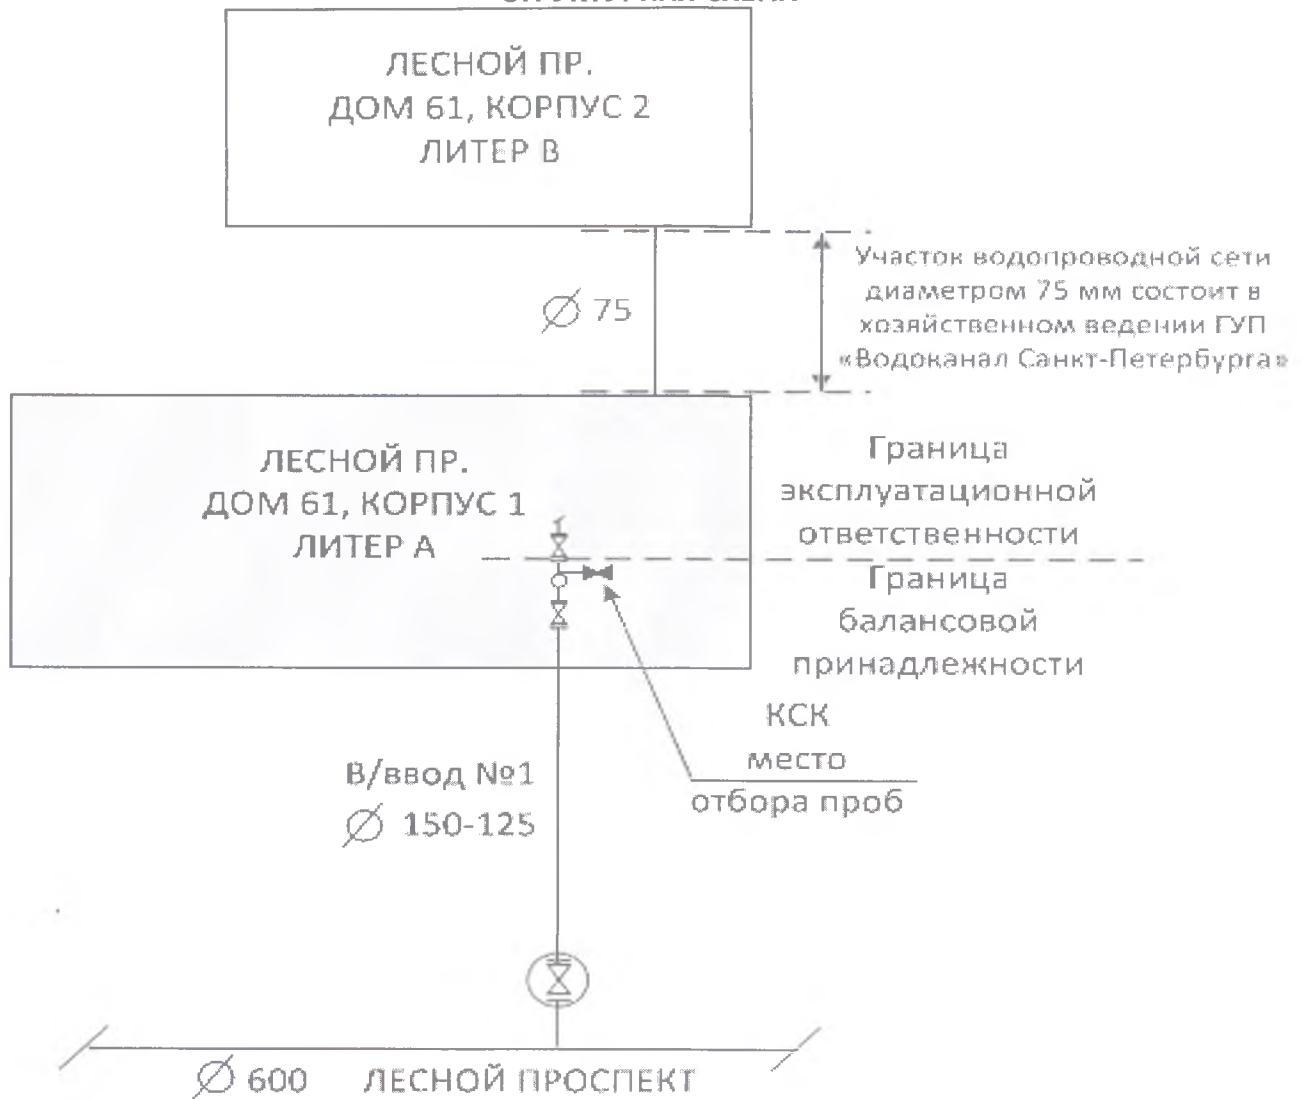 ЛЕСНОЙ ПР.
ДОМ 61, КОРПУС 2
ЛИТЕР В
Ø 75
Участок водопроводной сети
диаметром 75 мм состоит в
хозяйственном ведении ГУП
«Водоканал Санкт-Петербурга»
ЛЕСНОЙ ПР.
ДОМ 61, КОРПУС 1
ЛИТЕР А
Граница
эксплуатационной
ответственности
Граница
балансовой
принадлежности
КСК
место
отбора проб
В/ввод №1
Ø 150-125
Ø 600 ЛЕСНОЙ ПРОСПЕКТ